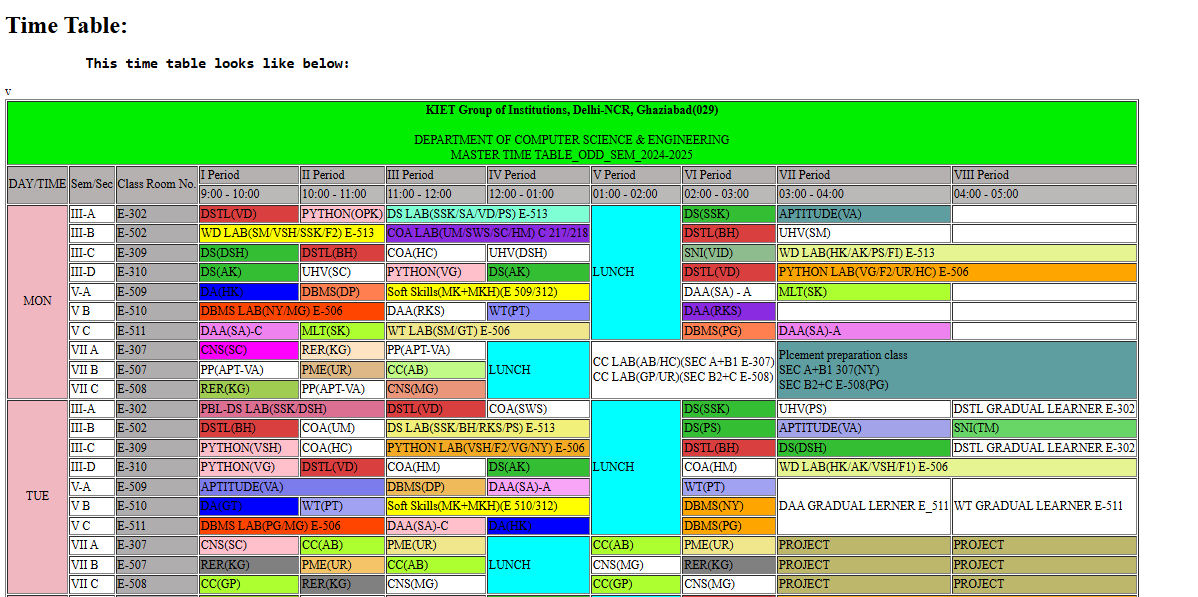 Time Table:
This time table looks like below:
v
KIET Group of Institutions, Delhi-NCR, Ghaziabad(029)
DEPARTMENT OF COMPUTER SCIENCE & ENGINEERING
MASTER TIME TABLE_ODD_SEM_2024-2025
DAY/TIME Sem/Sec Class Room No. I Period II Period III Period IV Period V Period VI Period VII Period VIII Period
9:00 - 10:00 10:00 - 11:00 11:00 - 12:00 12:00 - 01:00 01:00 - 02:00 02:00 - 03:00 03:00 - 04:00 04:00 - 05:00
MON
III-A E-302 DSTL(VD) PYTHON(OPK) DS LAB(SSK/SA/VD/PS) E-513 LUNCH DS(SSK) APTITUDE(VA)
III-B E-502 WD LAB(SM/VSH/SSK/F2) E-513 COA LAB(UM/SWS/SC/HM) C 217/218 DSTL(BH) UHV(SM)
III-C E-309 DS(DSH) DSTL(BH) COA(HC) UHV(DSH) SNI(VID) WD LAB(HK/AK/PS/FI) E-513
III-D E-310 DS(AK) UHV(SC) PYTHON(VG) DS(AK) DSTL(VD) PYTHON LAB(VG/F2/UR/HC) E-506
V-A E-509 DA(HK) DBMS(DP) Soft Skills(MK+MKH)(E 509/312) DAA(SA) - A MLT(SK)
V B E-510 DBMS LAB(NY/MG) E-506 DAA(RKS) WT(PT) DAA(RKS)
V C E-511 DAA(SA)-C MLT(SK) WT LAB(SM/GT) E-506 DBMS(PG) DAA(SA)-A
VII A E-307 CNS(SC) RER(KG) PP(APT-VA) LUNCH CC LAB(AB/HC)(SEC A+B1 E-307)
CC LAB(GP/UR)(SEC B2+C E-508) Plcement preparation class
SEC A+B1 307(NY)
SEC B2+C E-508(PG)
VII B E-507 PP(APT-VA) PME(UR) CC(AB)
VII C E-508 RER(KG) PP(APT-VA) CNS(MG)
TUE
III-A E-302 PBL-DS LAB(SSK/DSH) DSTL(VD) COA(SWS) LUNCH DS(SSK) UHV(PS) DSTL GRADUAL LEARNER E-302
III-B E-502 DSTL(BH) COA(UM) DS LAB(SSK/BH/RKS/PS) E-513 DS(PS) APTITUDE(VA) SNI(TM)
III-C E-309 PYTHON(VSH) COA(HC) PYTHON LAB(VSH/F2/VG/NY) E-506 DSTL(BH) DS(DSH) DSTL GRADUAL LEARNER E-302
III-D E-310 PYTHON(VG) DSTL(VD) COA(HM) DS(AK) COA(HM) WD LAB(HK/AK/VSH/F1) E-506
V-A E-509 APTITUDE(VA) DBMS(DP) DAA(SA)-A WT(PT) DAA GRADUAL LERNER E_511 WT GRADUAL LEARNER E-511
V B E-510 DA(GT) WT(PT) Soft Skills(MK+MKH)(E 510/312) DBMS(NY)
V C E-511 DBMS LAB(PG/MG) E-506 DAA(SA)-C DA(HK) DBMS(PG)
VII A E-307 CNS(SC) CC(AB) PME(UR) LUNCH CC(AB) PME(UR) PROJECT PROJECT
VII B E-507 RER(KG) PME(UR) CC(AB) CNS(MG) RER(KG) PROJECT PROJECT
VII C E-508 CC(GP) RER(KG) CNS(MG) CC(GP) CNS(MG) PROJECT PROJECT